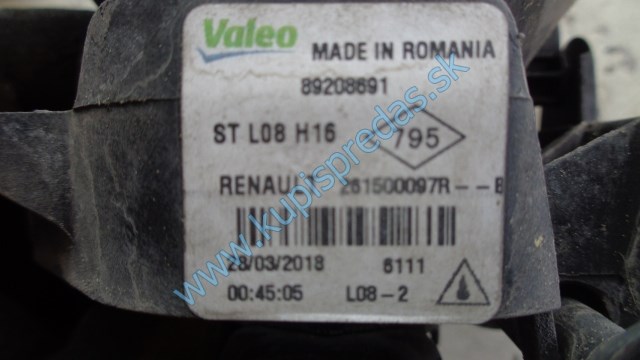 Valeo MADE IN ROMANIA
89208691
ST L08 H16 795
RENAULT 261500097R--B
28/03/2018 6111
00:45:05 L08-2
www.kupispredas.sk